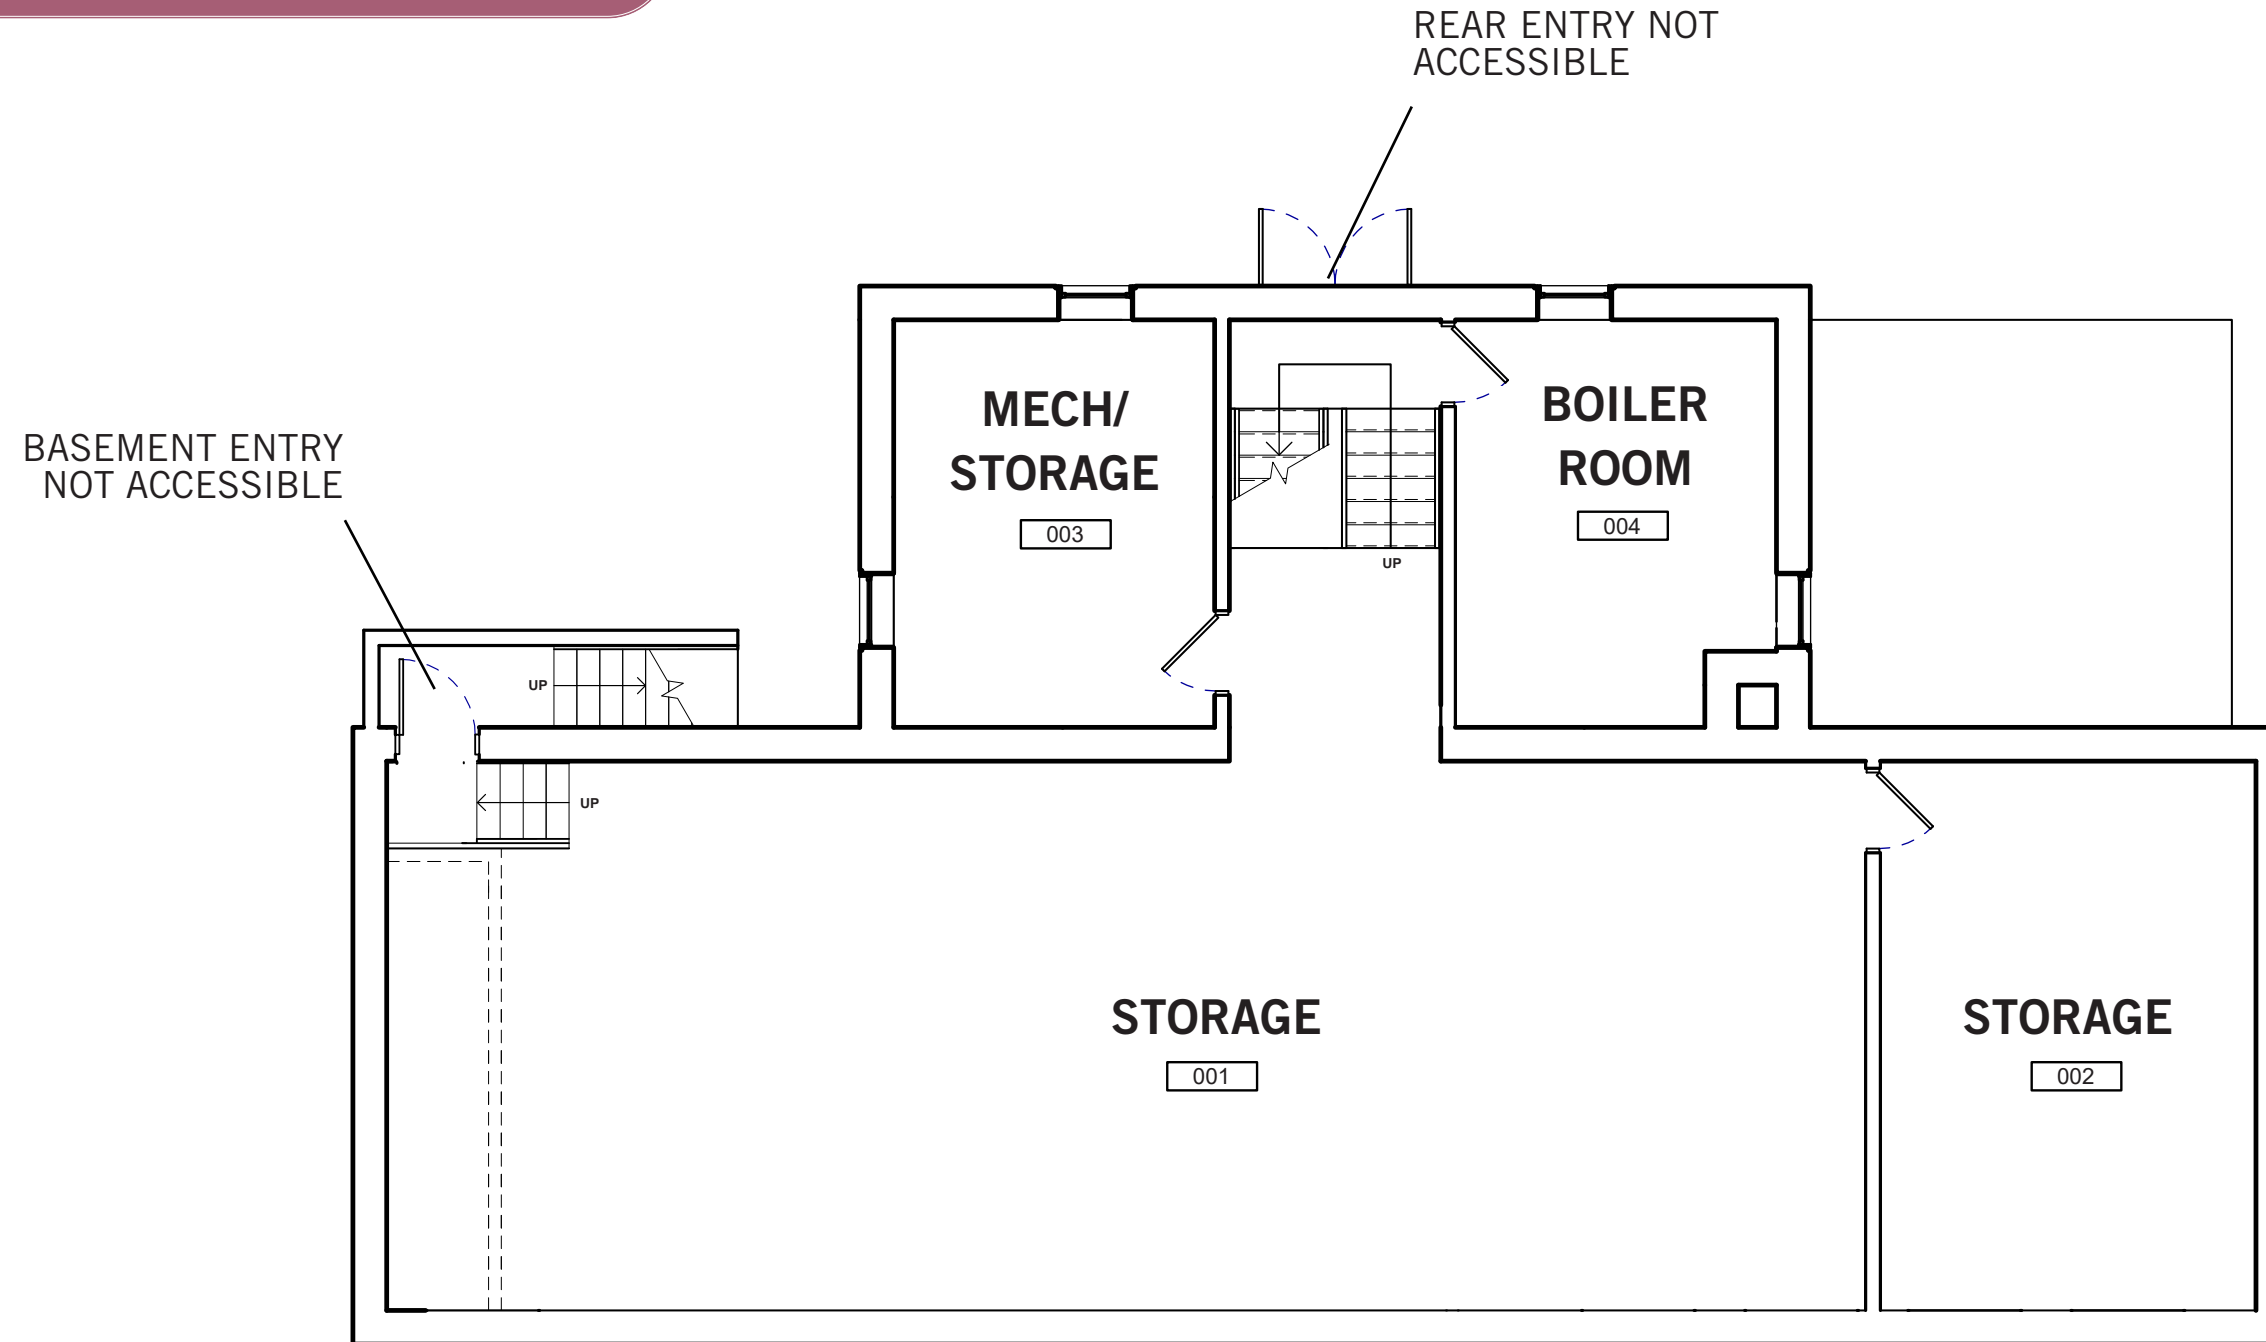 REAR ENTRY NOT
ACCESSIBLE
BASEMENT ENTRY
NOT ACCESSIBLE
MECH/
STORAGE
003
BOILER
ROOM
004
UP
UP
UP
STORAGE
001
STORAGE
002